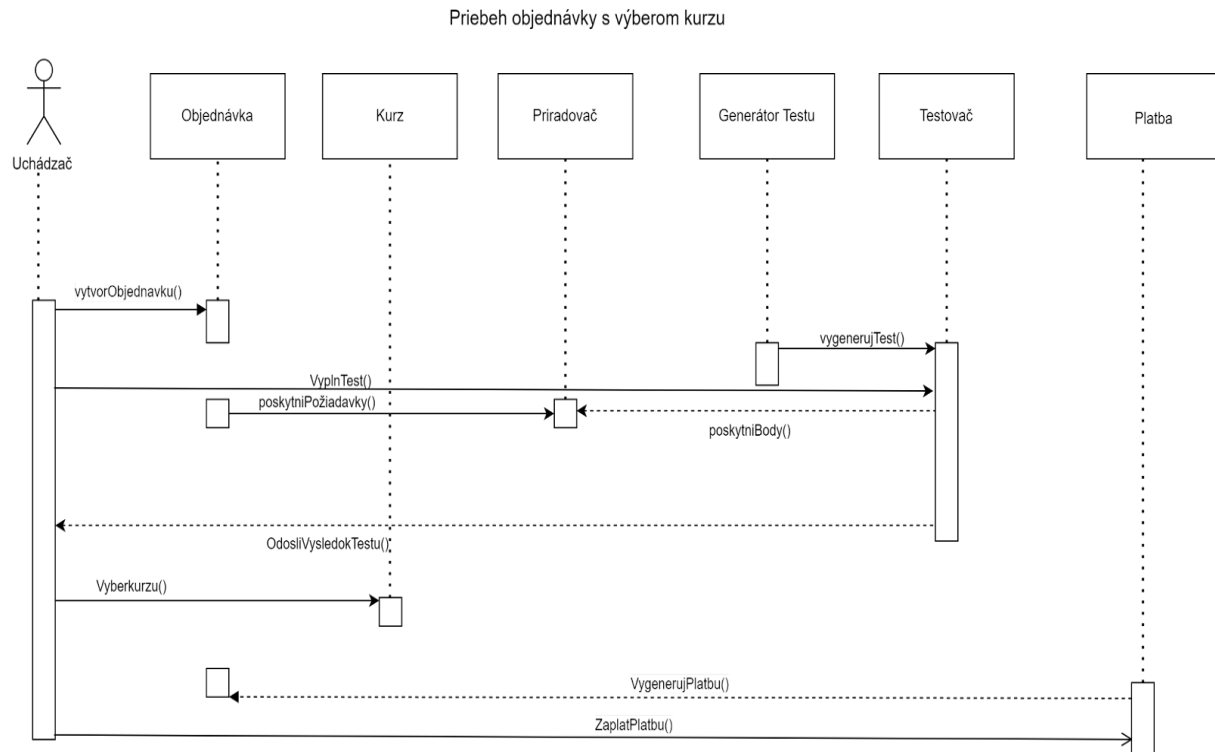 Priebeh objednávky s výberom kurzu
Uchádzač
Objednávka
Kurz
Priradovač
Generátor Testu
Testovač
Platba
vytvorObjednavku()
vygenerujTest()
VyplnTest()
poskytniPožiadavky()
poskytniBody()
OdosliVysledokTestu()
Vyberkurzu()
VygenerujPlatbu()
ZaplatPlatbu()